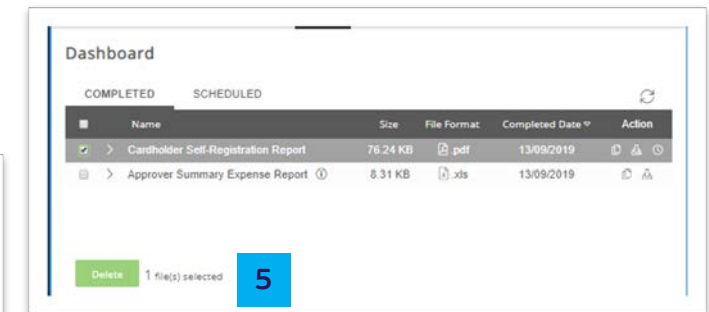 Dashboard
COMPLETED SCHEDULED
Name Size File Format Completed Date Action
Cardholder Self-Registration Report 76.24 KB .pdf 13/09/2019
Approver Summary Expense Report 8.31 KB .xls 13/09/2019
Delete 1 file(s) selected 5